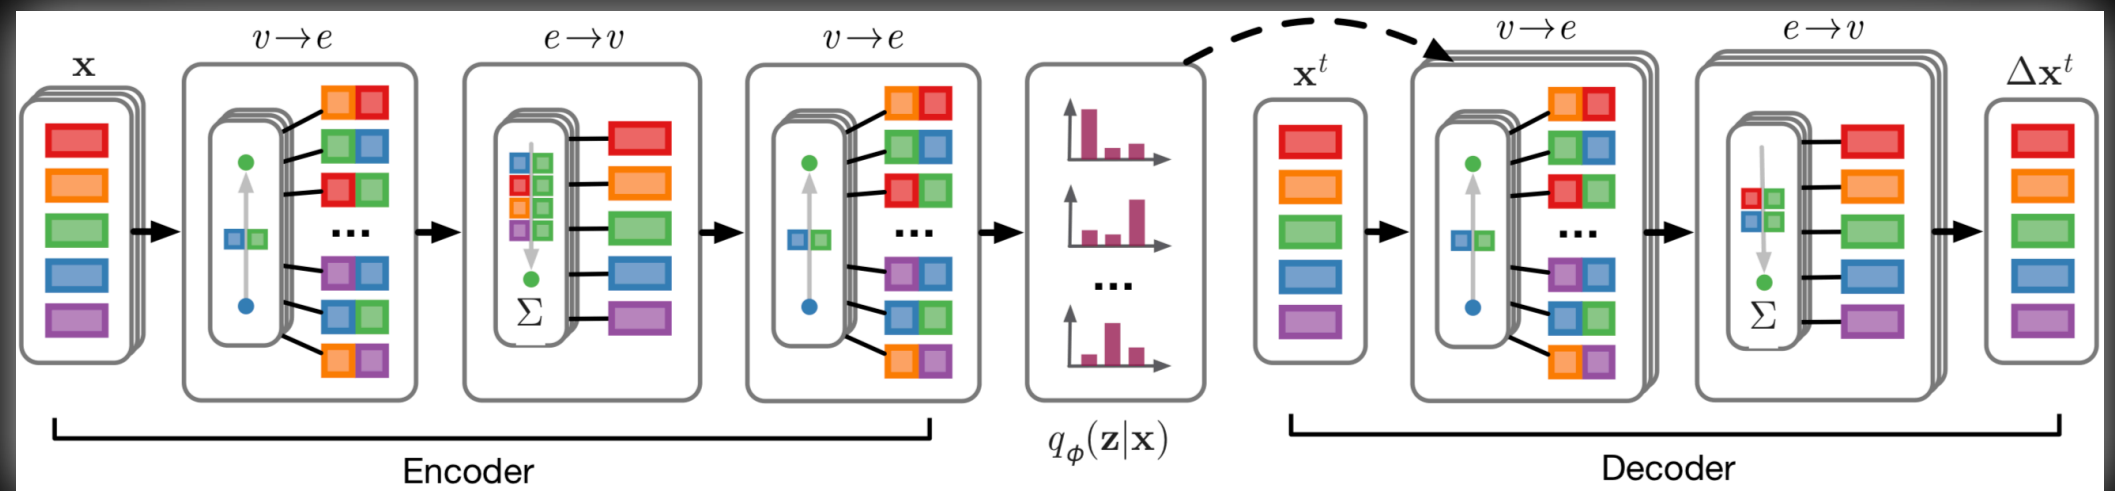 v→e
e→v
v→e
v→e
e→v
x
x^t
Δx^t
...
...
...
...
Σ
Σ
q_ϕ(z|x)
Encoder
Decoder